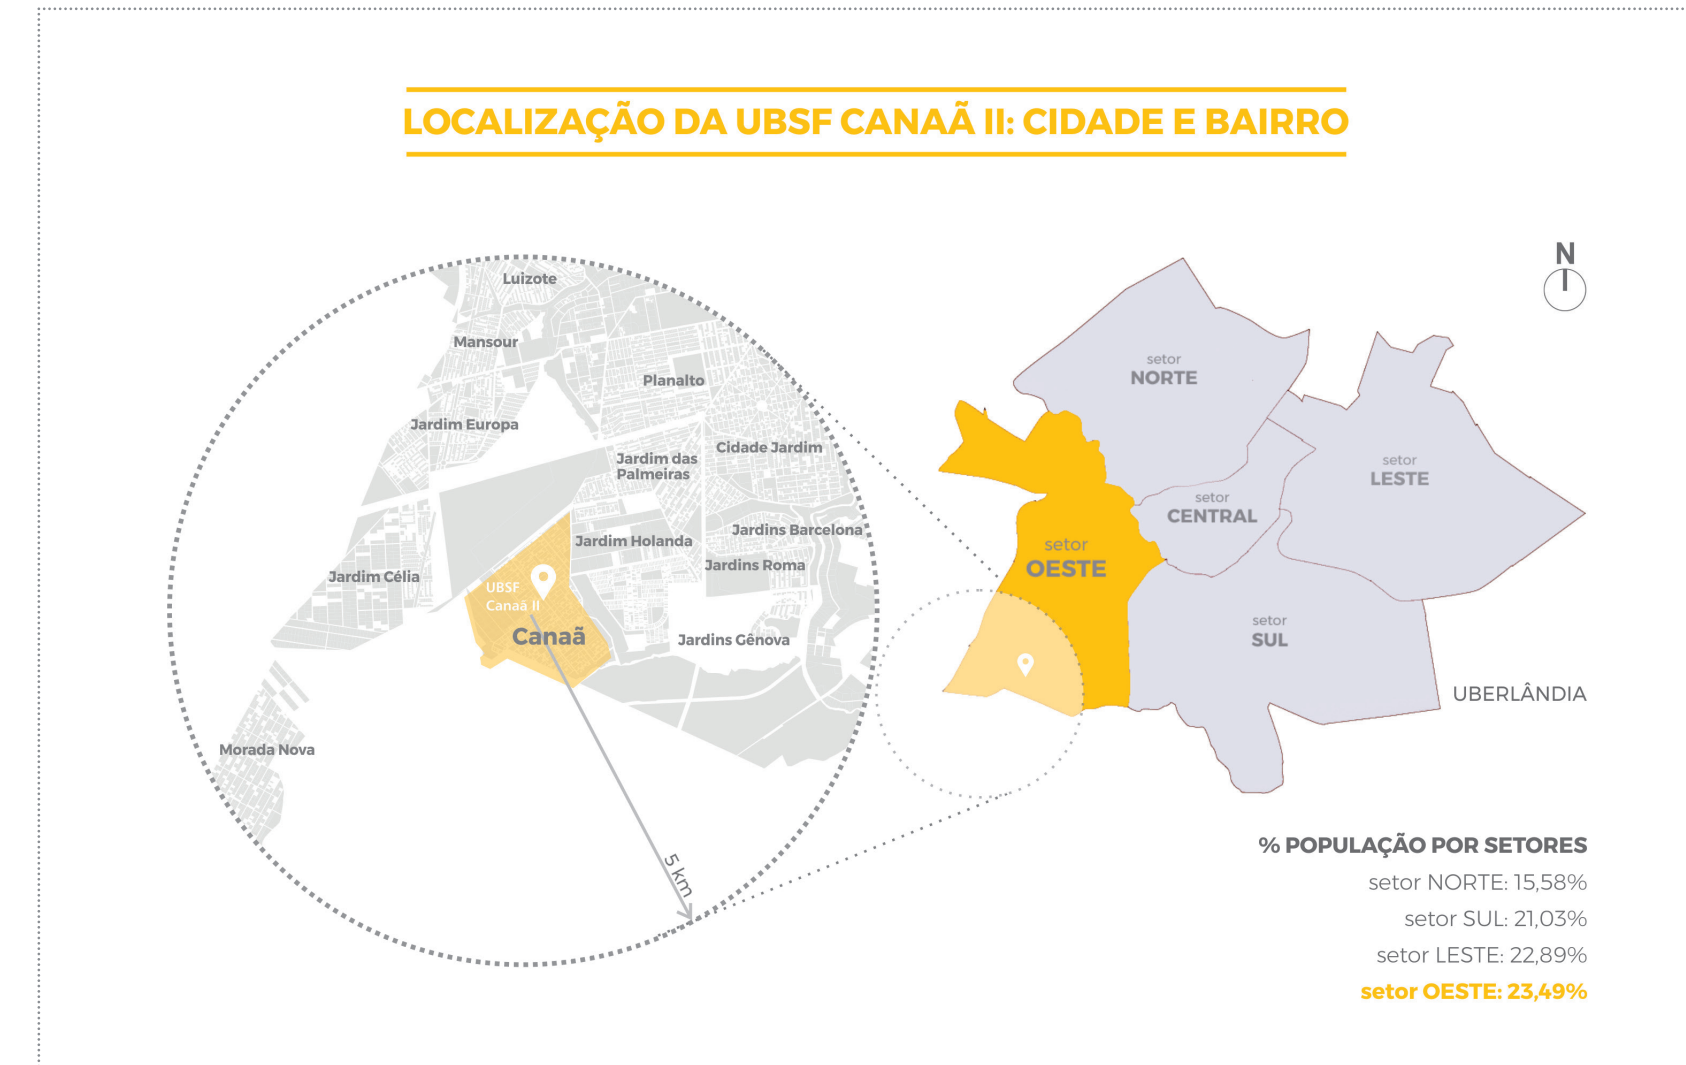 LOCALIZAÇÃO DA UBSF CANAÃ II: CIDADE E BAIRRO
Luizote
Mansour
Planalto
Jardim Europa
Cidade Jardim
Jardim das
Palmeiras
Jardins Barcelona
Jardim Holanda
Jardins Roma
Jardim Célia
UBSF
Canaã II
Canaã
Jardins Gênova
Morada Nova
5 km
N
setor
NORTE
setor
LESTE
setor
CENTRAL
setor
OESTE
setor
SUL
UBERLÂNDIA
% POPULAÇÃO POR SETORES
setor NORTE: 15,58%
setor SUL: 21,03%
setor LESTE: 22,89%
setor OESTE: 23,49%